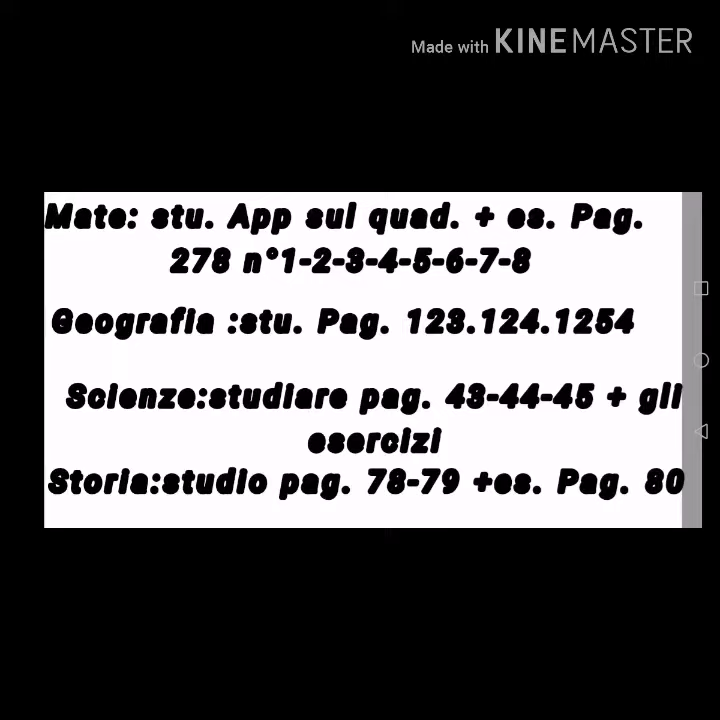 Made with KINEMASTER
Mate: stu. App sul quad. + es. Pag.
278 n°1-2-3-4-5-6-7-8
Geografia :stu. Pag. 123.124.1254
Scienze:studiare pag. 43-44-45 + gli
esercizi
Storia:studio pag. 78-79 +es. Pag. 80